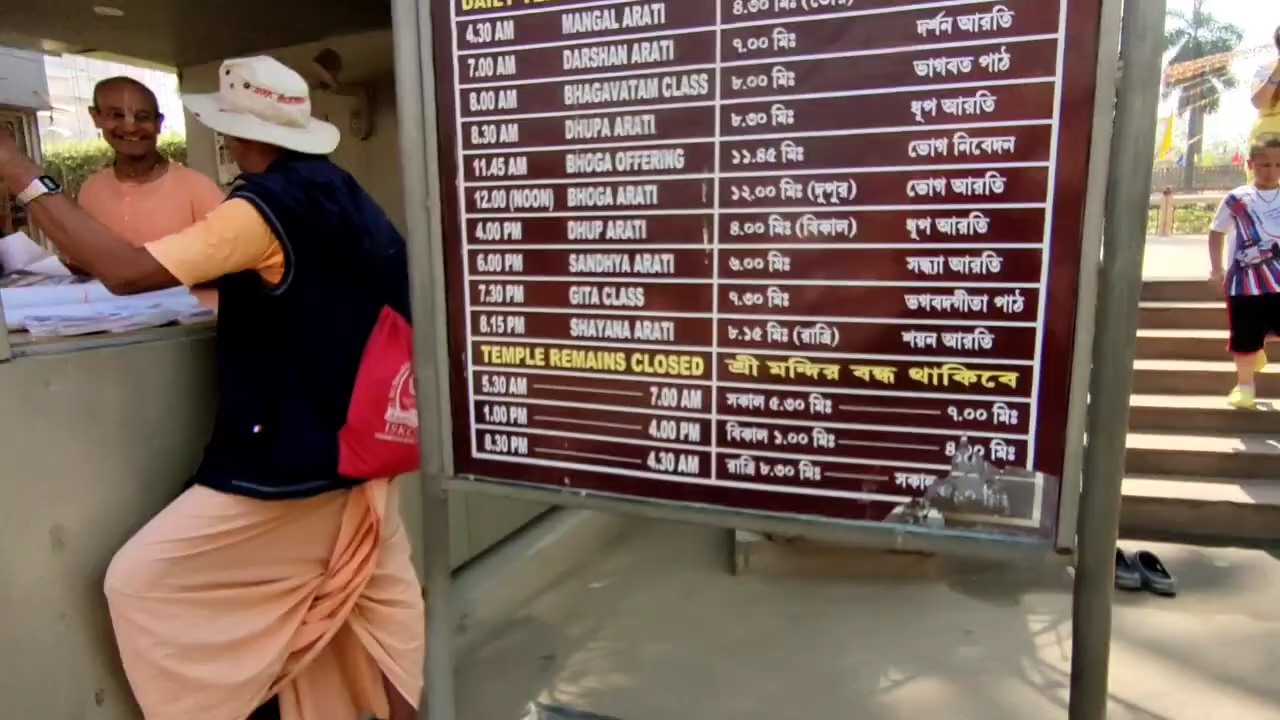 DAILY
4.30 AM MANGAL ARATI ৪.৩০ মিঃ (ভোর)
7.00 AM DARSHAN ARATI ৭.০০ মিঃ দর্শন আরতি
8.00 AM BHAGAVATAM CLASS ৮.০০ মিঃ ভাগবত পাঠ
8.30 AM DHUPA ARATI ৮.৩০ মিঃ ধূপ আরতি
11.45 AM BHOGA OFFERING ১১.৪৫ মিঃ ভোগ নিবেদন
12.00 (NOON) BHOGA ARATI ১২.০০ মিঃ (দুপুর) ভোগ আরতি
4.00 PM DHUP ARATI ৪.০০ মিঃ (বিকাল) ধূপ আরতি
6.00 PM SANDHYA ARATI ৬.০০ মিঃ সন্ধ্যা আরতি
7.30 PM GITA CLASS ৭.৩০ মিঃ ভগবদগীতা পাঠ
8.15 PM SHAYANA ARATI ৮.১৫ মিঃ (রাত্রি) শয়ন আরতি
TEMPLE REMAINS CLOSED শ্রী মন্দির বন্ধ থাকিবে
5.30 AM 7.00 AM সকাল ৫.৩০ মিঃ ৭.০০ মিঃ
1.00 PM 4.00 PM বিকাল ১.০০ মিঃ মিঃ
8.30 PM 4.30 AM রাত্রি ৮.৩০ মিঃ সকাল